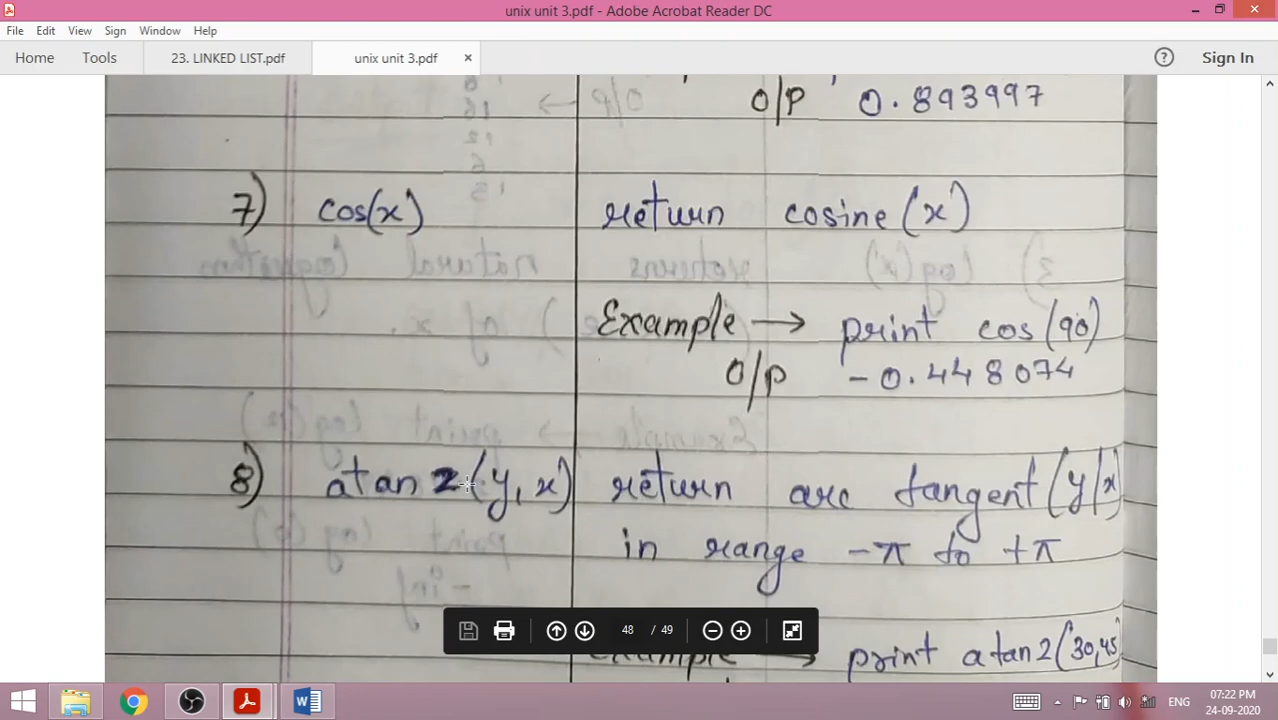 unix unit 3.pdf - Adobe Acrobat Reader DC
File Edit View Sign Window Help
Home Tools 23. LINKED LIST.pdf unix unit 3.pdf × Sign In
O/P 0.893997
7) cos(x) return cosine (x)
Example → print cos(90)
O/P -0.448074
8) atan2(y, x) return arc tangent (y/x)
in range -π to +π
48 / 49
Example → print atan2(30,45
ENG 07:22 PM
24-09-2020